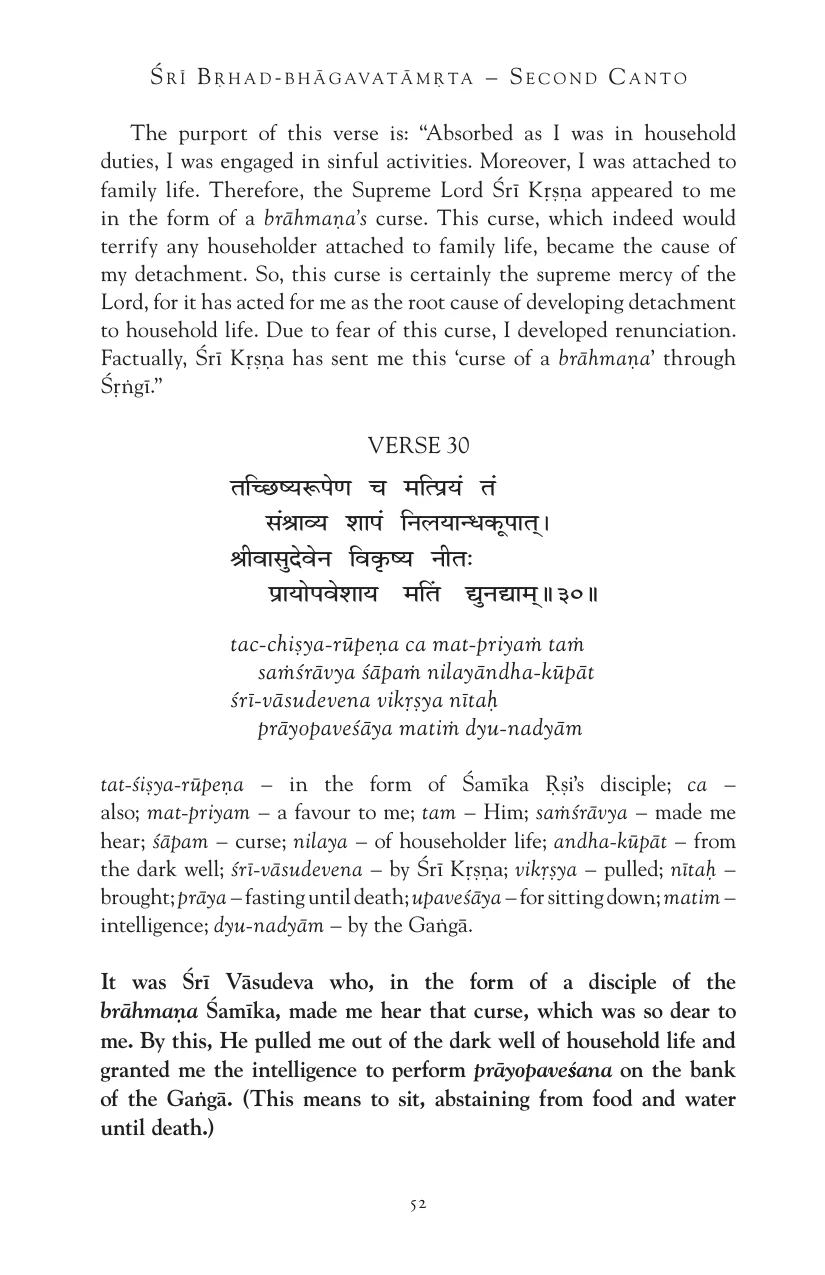 ŚRĪ BṚHAD-BHĀGAVATĀMṚTA – SECOND CANTO
The purport of this verse is: “Absorbed as I was in household
duties, I was engaged in sinful activities. Moreover, I was attached to
family life. Therefore, the Supreme Lord Śrī Kṛṣṇa appeared to me
in the form of a brāhmaṇa’s curse. This curse, which indeed would
terrify any householder attached to family life, became the cause of
my detachment. So, this curse is certainly the supreme mercy of the
Lord, for it has acted for me as the root cause of developing detachment
to household life. Due to fear of this curse, I developed renunciation.
Factually, Śrī Kṛṣṇa has sent me this ‘curse of a brāhmaṇa’ through
Śṛṅgī.”
VERSE 30
तच्छिष्यरूपेण च मत्प्रियं तं
संश्राव्य शापं निलयान्धकूपात्।
श्रीवासुदेवेन विकृष्य नीतः
प्रायोपवेशाय मतिं द्युनद्याम्॥३०॥
tac-chiṣya-rūpeṇa ca mat-priyaṁ taṁ
saṁśrāvya śāpaṁ nilayāndha-kūpāt
śrī-vāsudevena vikṛṣya nītaḥ
prāyopaveśāya matiṁ dyu-nadyām
tat-śiṣya-rūpeṇa – in the form of Śamīka Ṛṣi’s disciple; ca –
also; mat-priyam – a favour to me; tam – Him; saṁśrāvya – made me
hear; śāpam – curse; nilaya – of householder life; andha-kūpāt – from
the dark well; śrī-vāsudevena – by Śrī Kṛṣṇa; vikṛṣya – pulled; nītaḥ –
brought; prāya – fasting until death; upaveśāya – for sitting down; matim –
intelligence; dyu-nadyām – by the Gaṅgā.
It was Śrī Vāsudeva who, in the form of a disciple of the
brāhmaṇa Śamīka, made me hear that curse, which was so dear to
me. By this, He pulled me out of the dark well of household life and
granted me the intelligence to perform prāyopaveśana on the bank
of the Gaṅgā. (This means to sit, abstaining from food and water
until death.)
52